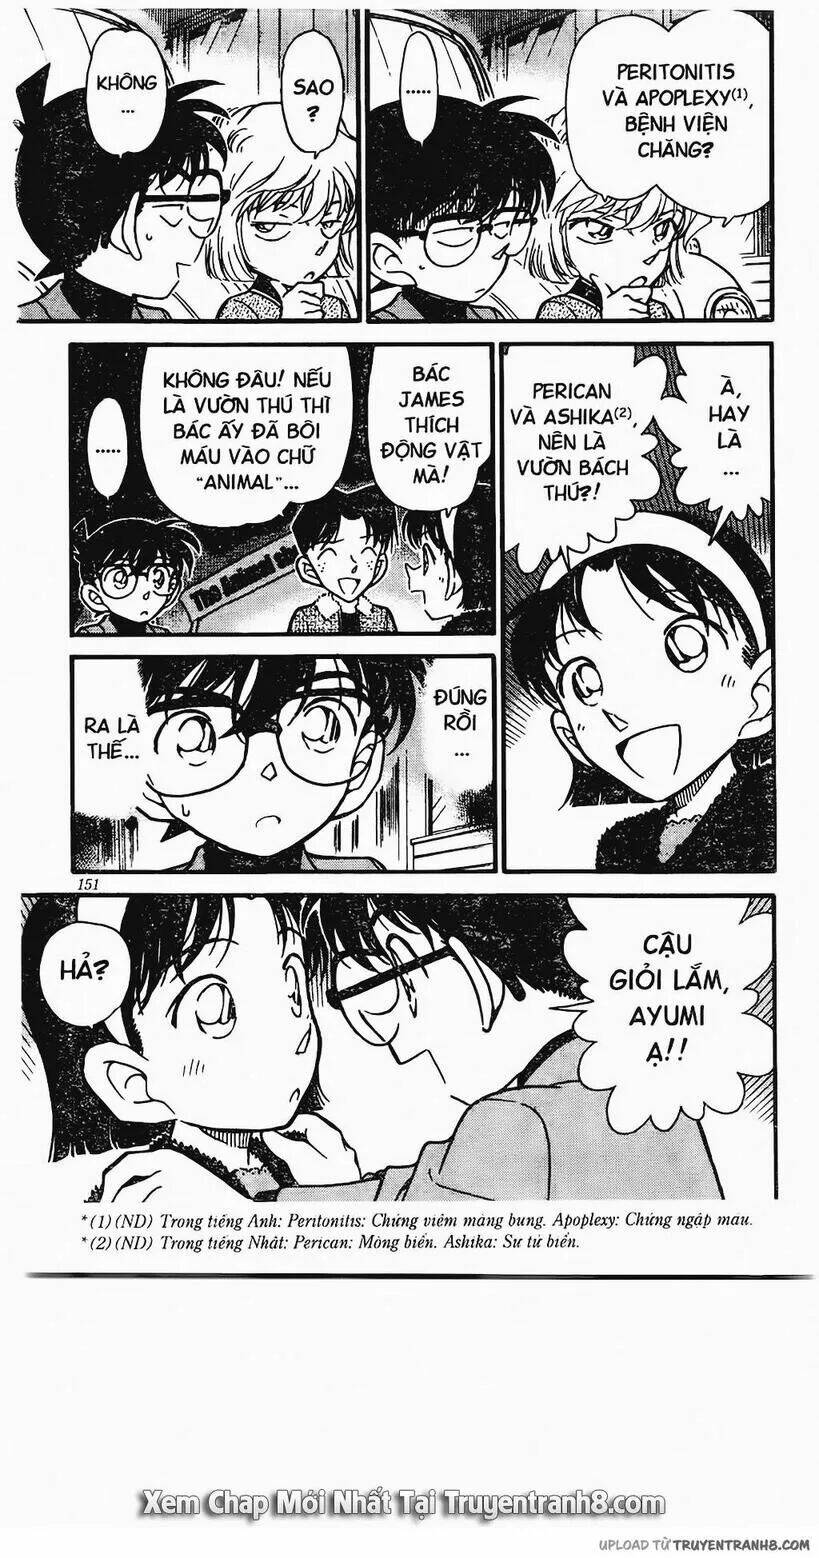 PERITONITIS
VÀ APOPLEXY(1),
BỆNH VIỆN
CHĂNG?
......
SAO
?
KHÔNG
...
À,
HAY
LÀ
...
PERICAN
VÀ ASHIKA(2),
NÊN LÀ
VƯỜN BÁCH
THÚ?!
BÁC
JAMES
THÍCH
ĐỘNG VẬT
MÀ!
KHÔNG ĐÂU! NẾU
LÀ VƯỜN THÚ THÌ
BÁC ẤY ĐÃ BÔI
MÁU VÀO CHỮ
“ANIMAL”...
......
ĐÚNG
RỒI
...
RA LÀ
THẾ...
151
CẬU
GIỎI LẮM,
AYUMI
Ạ!!
HẢ?
*(1)(ND) Trong tiếng Anh: Peritonitis: Chứng viêm màng bụng. Apoplexy: Chứng ngập máu.
*(2)(ND) Trong tiếng Nhật: Perican: Mòng biển. Ashika: Sư tử biển.
Xem Chap Mới Nhất Tại Truyentranh8.com
UPLOAD TỪ TRUYENTRANH8.COM